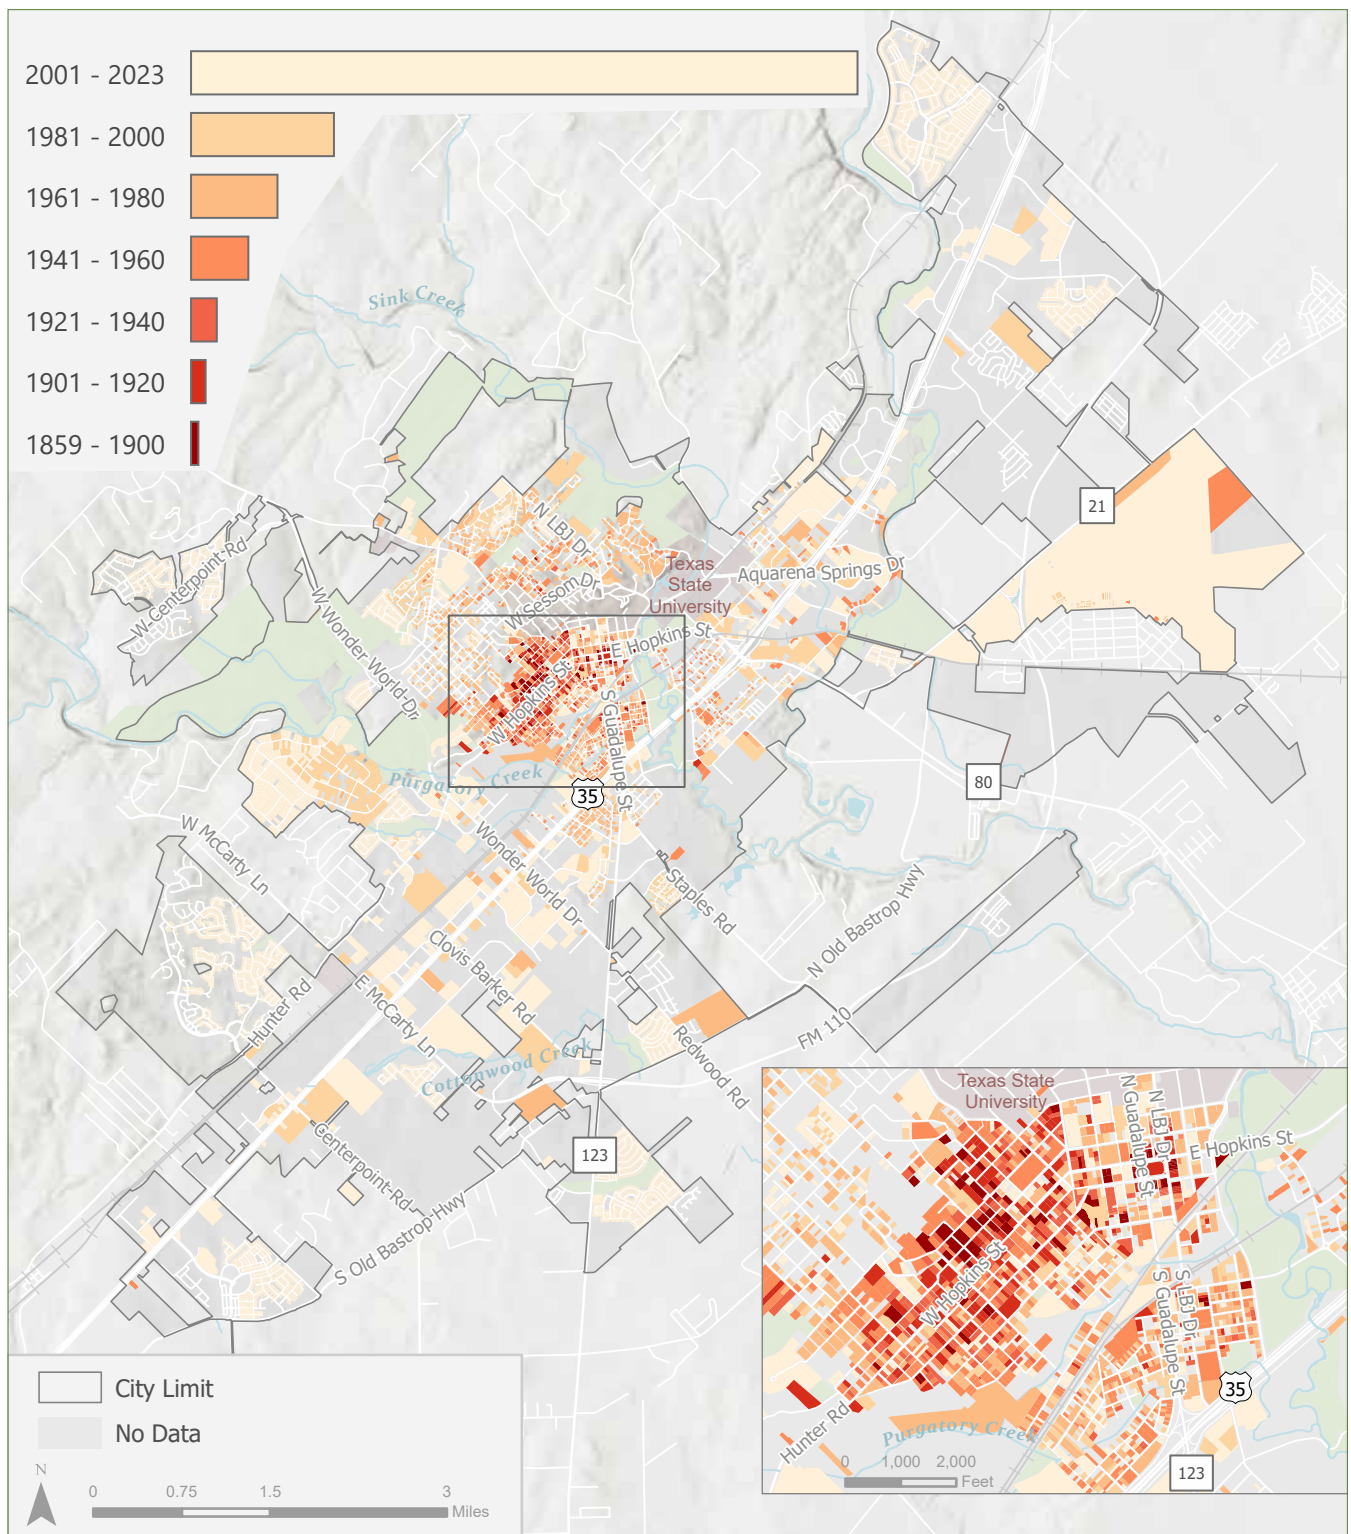 2001 - 2023
1981 - 2000
1961 - 1980
1941 - 1960
1921 - 1940
1901 - 1920
1859 - 1900
Sink Creek
21
N LBJ Dr
Texas
State
University
Aquarena Springs Dr
W Centerpoint Rd
W Sessom Dr
W Wonder World Dr
E Hopkins St
W Hopkins St
S Guadalupe St
Purgatory Creek
35
80
W McCarty Ln
Wonder World Dr
Staples Rd
N Old Bastrop Hwy
Clovis Barker Rd
Hunter Rd
E McCarty Ln
FM 110
Redwood Rd
Cottonwood Creek
Centerpoint Rd
123
S Old Bastrop Hwy
Texas State
University
N LBJ Dr
N Guadalupe St
E Hopkins St
W Hopkins St
S LBJ Dr
S Guadalupe St
35
Hunter Rd
Purgatory Creek
123
0 1,000 2,000
Feet
City Limit
No Data
N
0 0.75 1.5 3
Miles